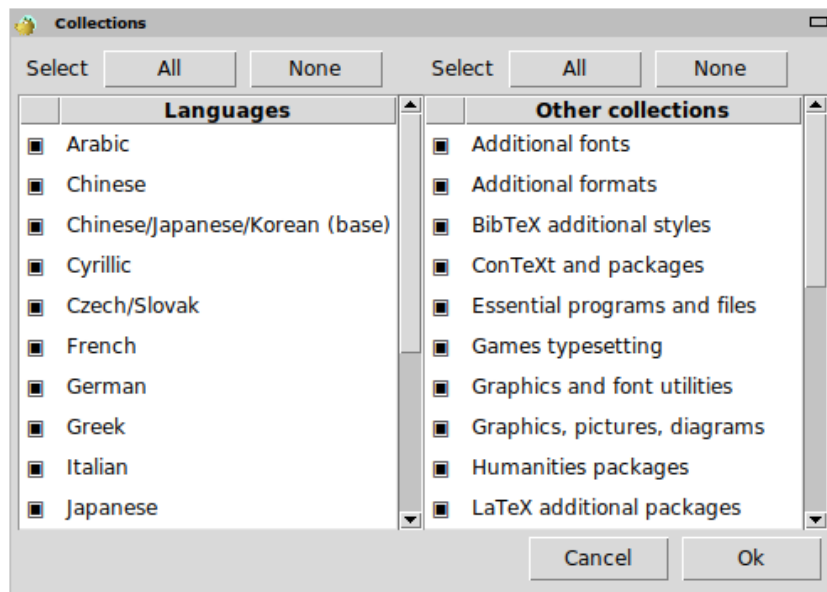 Collections
Select All None Select All None
Languages
Arabic
Chinese
Chinese/Japanese/Korean (base)
Cyrillic
Czech/Slovak
French
German
Greek
Italian
Japanese
Other collections
Additional fonts
Additional formats
BibTeX additional styles
ConTeXt and packages
Essential programs and files
Games typesetting
Graphics and font utilities
Graphics, pictures, diagrams
Humanities packages
LaTeX additional packages
Cancel Ok